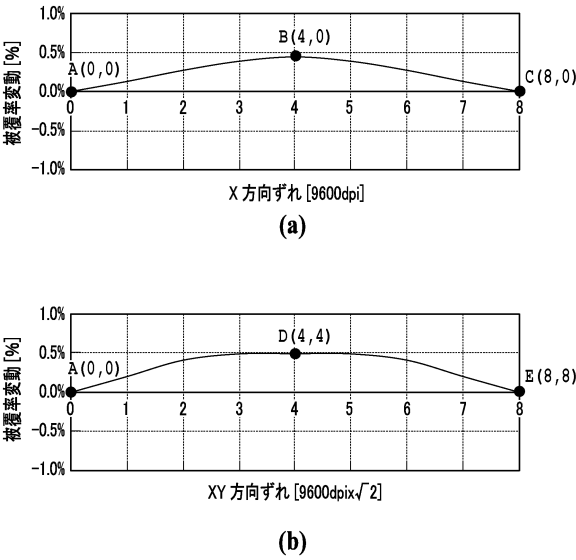 1.0%
B(4,0)
0.5%
A(0,0)
C(8,0)
0.0%
0 1 2 3 4 5 6 7 8
-0.5%
-1.0%
被覆率変動[%]
X 方向ずれ[9600dpi]
(a)
1.0%
D(4,4)
0.5%
A(0,0)
E(8,8)
0.0%
0 1 2 3 4 5 6 7 8
-0.5%
-1.0%
被覆率変動[%]
XY 方向ずれ[9600dpix√2]
(b)